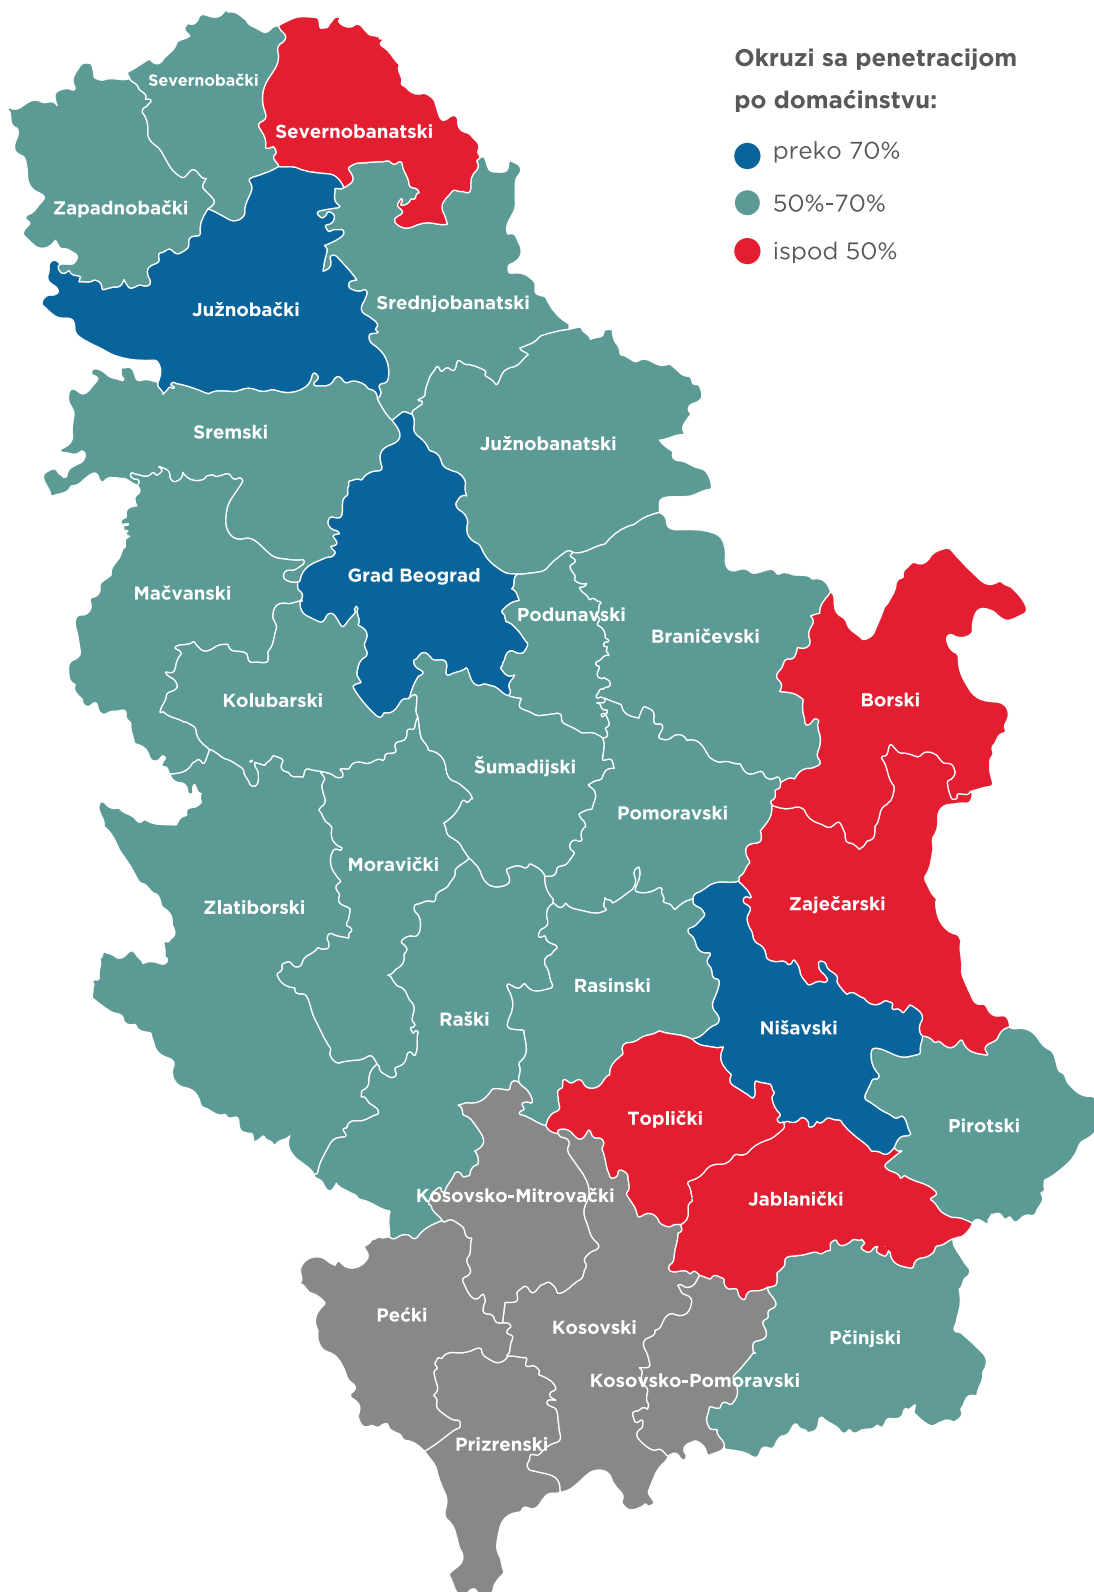 Okruzi sa penetracijom
po domaćinstvu:
preko 70%
50%-70%
ispod 50%
Severnobački
Severnobanatski
Zapadnobački
Južnobački
Srednjobanatski
Sremski
Južnobanatski
Grad Beograd
Mačvanski
Podunavski
Braničevski
Kolubarski
Borski
Šumadijski
Pomoravski
Moravički
Zlatiborski
Zaječarski
Rasinski
Raški
Nišavski
Toplički
Pirotski
Kosovsko-Mitrovački
Jablanički
Pećki
Kosovski
Pčinjski
Kosovsko-Pomoravski
Prizrenski